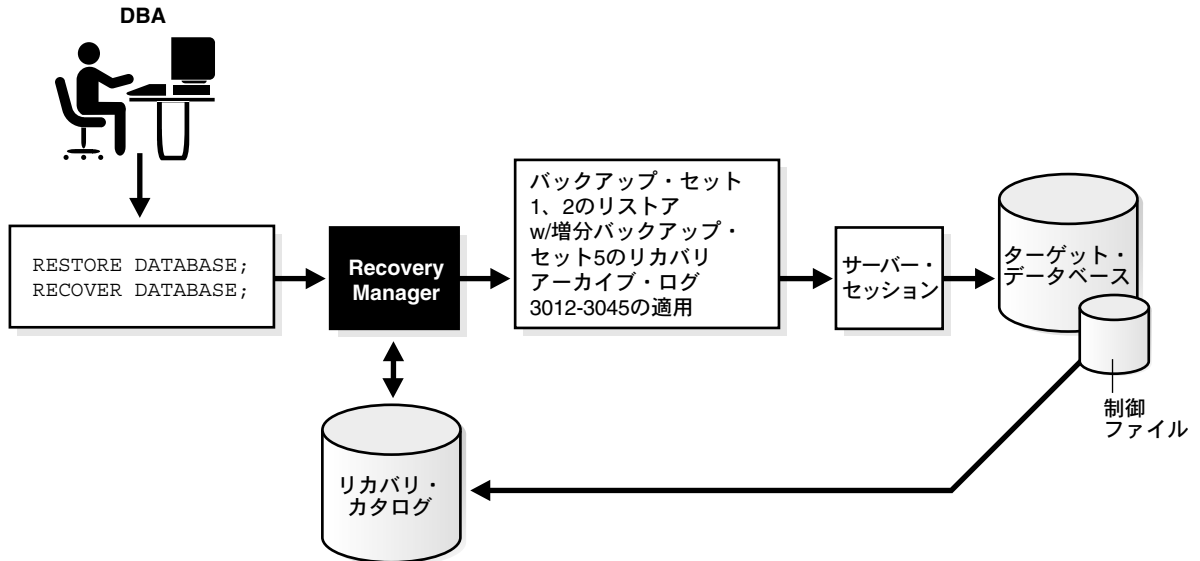 DBA
RESTORE DATABASE;
RECOVER DATABASE;
Recovery
Manager
バックアップ・セット
1、2のリストア
w/増分バックアップ・
セット5のリカバリ
アーカイブ・ログ
3012-3045の適用
サーバー・
セッション
ターゲット・
データベース
制御
ファイル
リカバリ・
カタログ